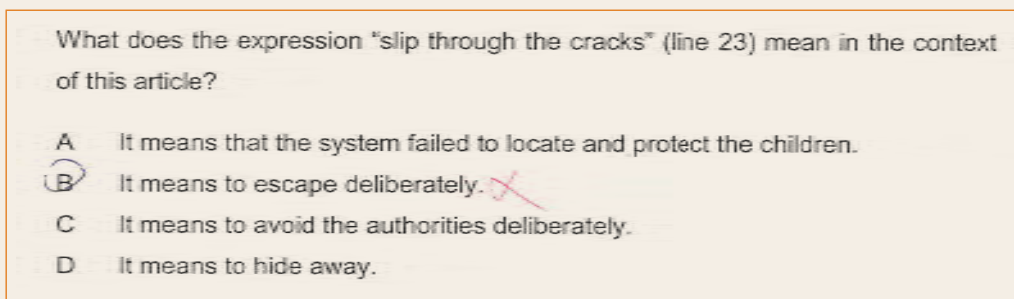 What does the expression "slip through the cracks" (line 23) mean in the context
of this article?
A It means that the system failed to locate and protect the children.
B It means to escape deliberately.
C It means to avoid the authorities deliberately.
D It means to hide away.